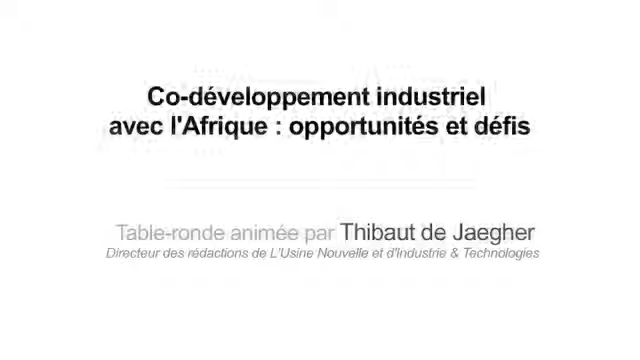 Co-développement industriel
avec l'Afrique : opportunités et défis
Table-ronde animée par Thibaut de Jaegher
Directeur des rédactions de L'Usine Nouvelle et d'Industrie & Technologies